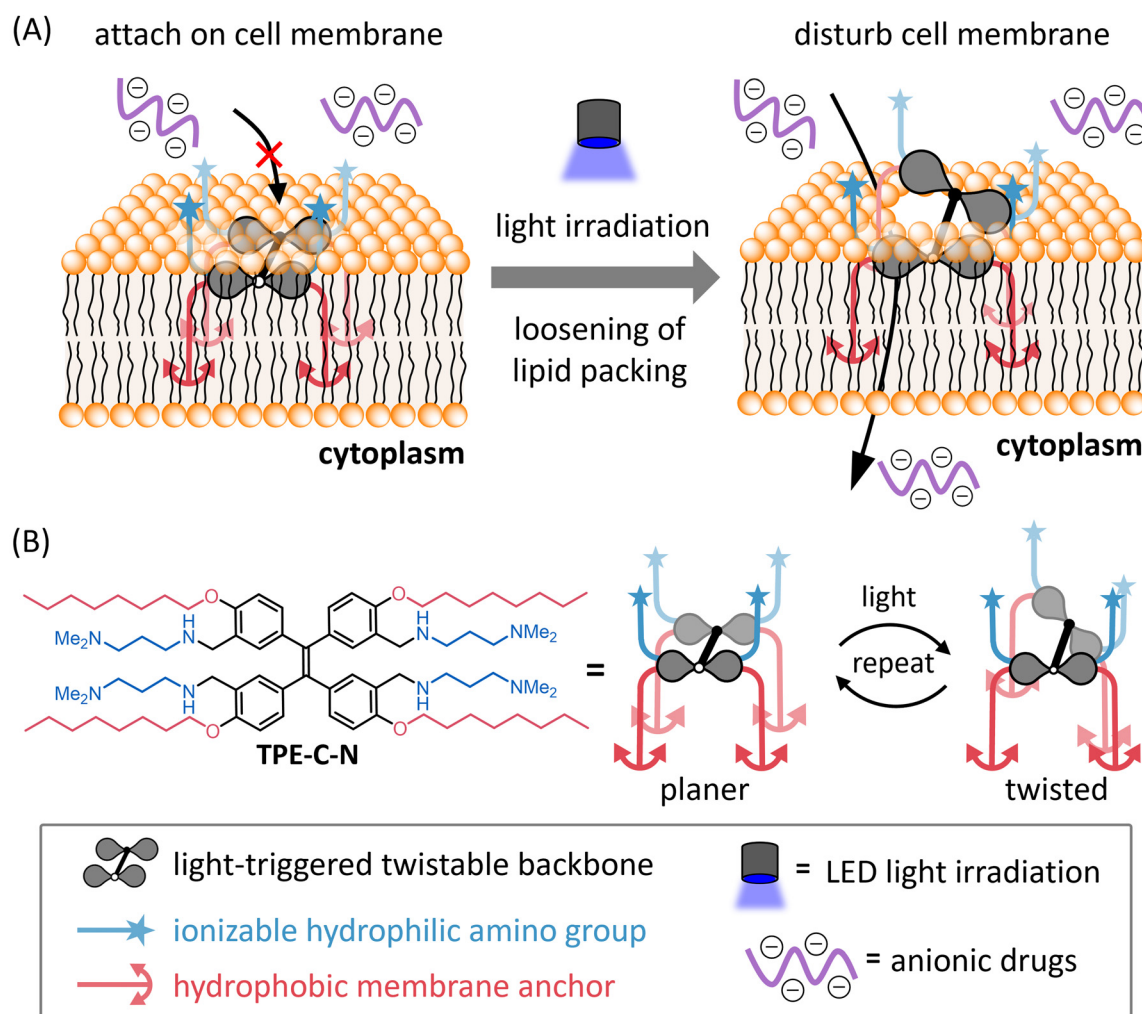 (A)
attach on cell membrane
disturb cell membrane
light irradiation
loosening of
lipid packing
cytoplasm
cytoplasm
(B)
O
O
H
N
Me2N
H
N
NMe2
Me2N
N
H
N
H
NMe2
O
O
TPE-C-N
=
planer
light
repeat
twisted
light-triggered twistable backbone
= LED light irradiation
ionizable hydrophilic amino group
hydrophobic membrane anchor
= anionic drugs